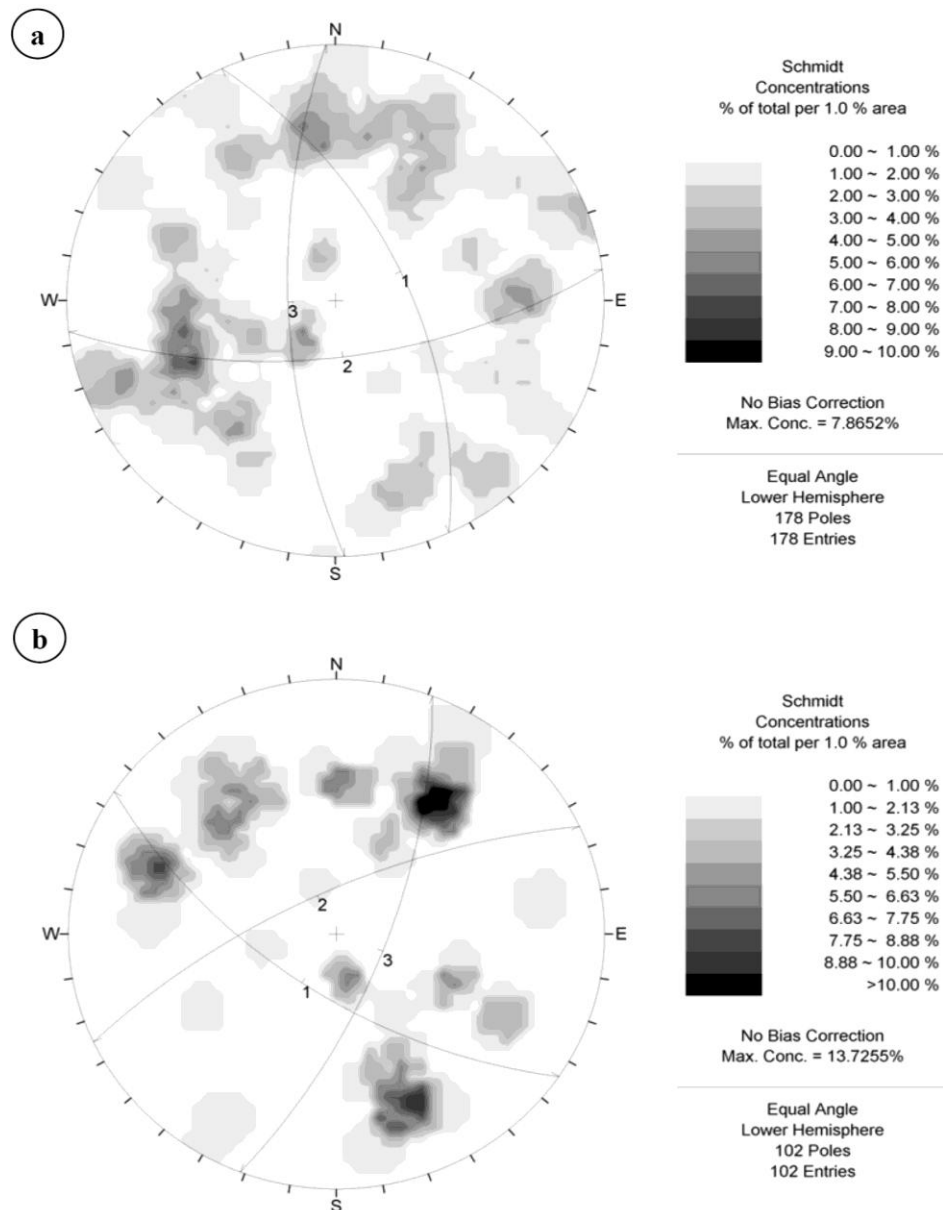 a
N
W
E
S
1
3
2
Schmidt
Concentrations
% of total per 1.0 % area
0.00 ~ 1.00 %
1.00 ~ 2.00 %
2.00 ~ 3.00 %
3.00 ~ 4.00 %
4.00 ~ 5.00 %
5.00 ~ 6.00 %
6.00 ~ 7.00 %
7.00 ~ 8.00 %
8.00 ~ 9.00 %
9.00 ~ 10.00 %
No Bias Correction
Max. Conc. = 7.8652%
Equal Angle
Lower Hemisphere
178 Poles
178 Entries
b
N
W
E
S
2
3
1
Schmidt
Concentrations
% of total per 1.0 % area
0.00 ~ 1.00 %
1.00 ~ 2.13 %
2.13 ~ 3.25 %
3.25 ~ 4.38 %
4.38 ~ 5.50 %
5.50 ~ 6.63 %
6.63 ~ 7.75 %
7.75 ~ 8.88 %
8.88 ~ 10.00 %
>10.00 %
No Bias Correction
Max. Conc. = 13.7255%
Equal Angle
Lower Hemisphere
102 Poles
102 Entries